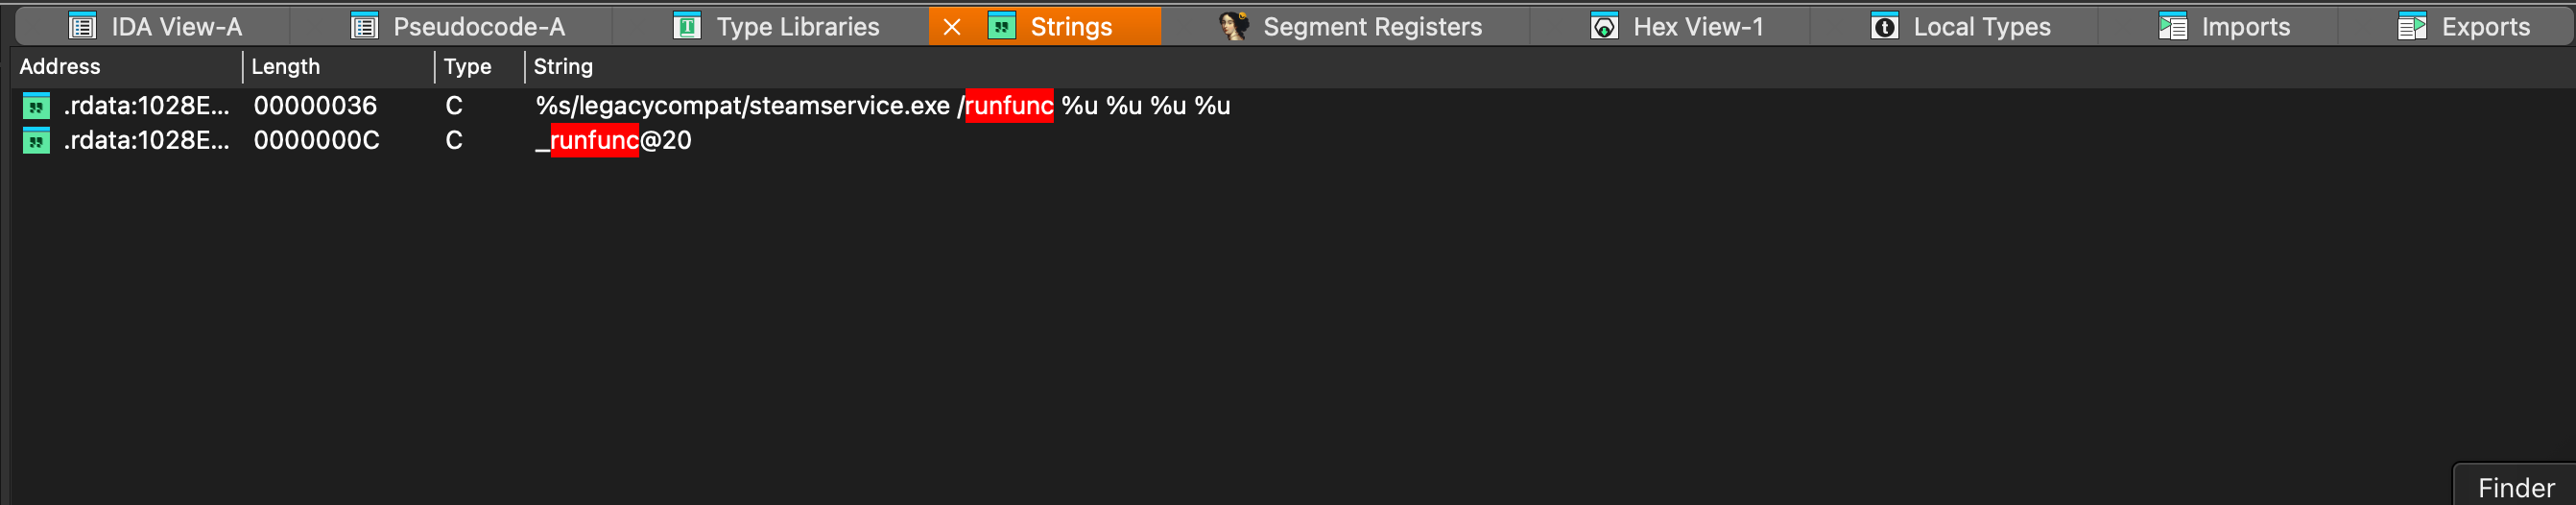 IDA View-A Pseudocode-A Type Libraries Strings Segment Registers Hex View-1 Local Types Imports Exports
Address Length Type String
.rdata:1028E... 00000036 C %s/legacycompat/steamservice.exe /runfunc %u %u %u %u
.rdata:1028E... 0000000C C _runfunc@20
Finder